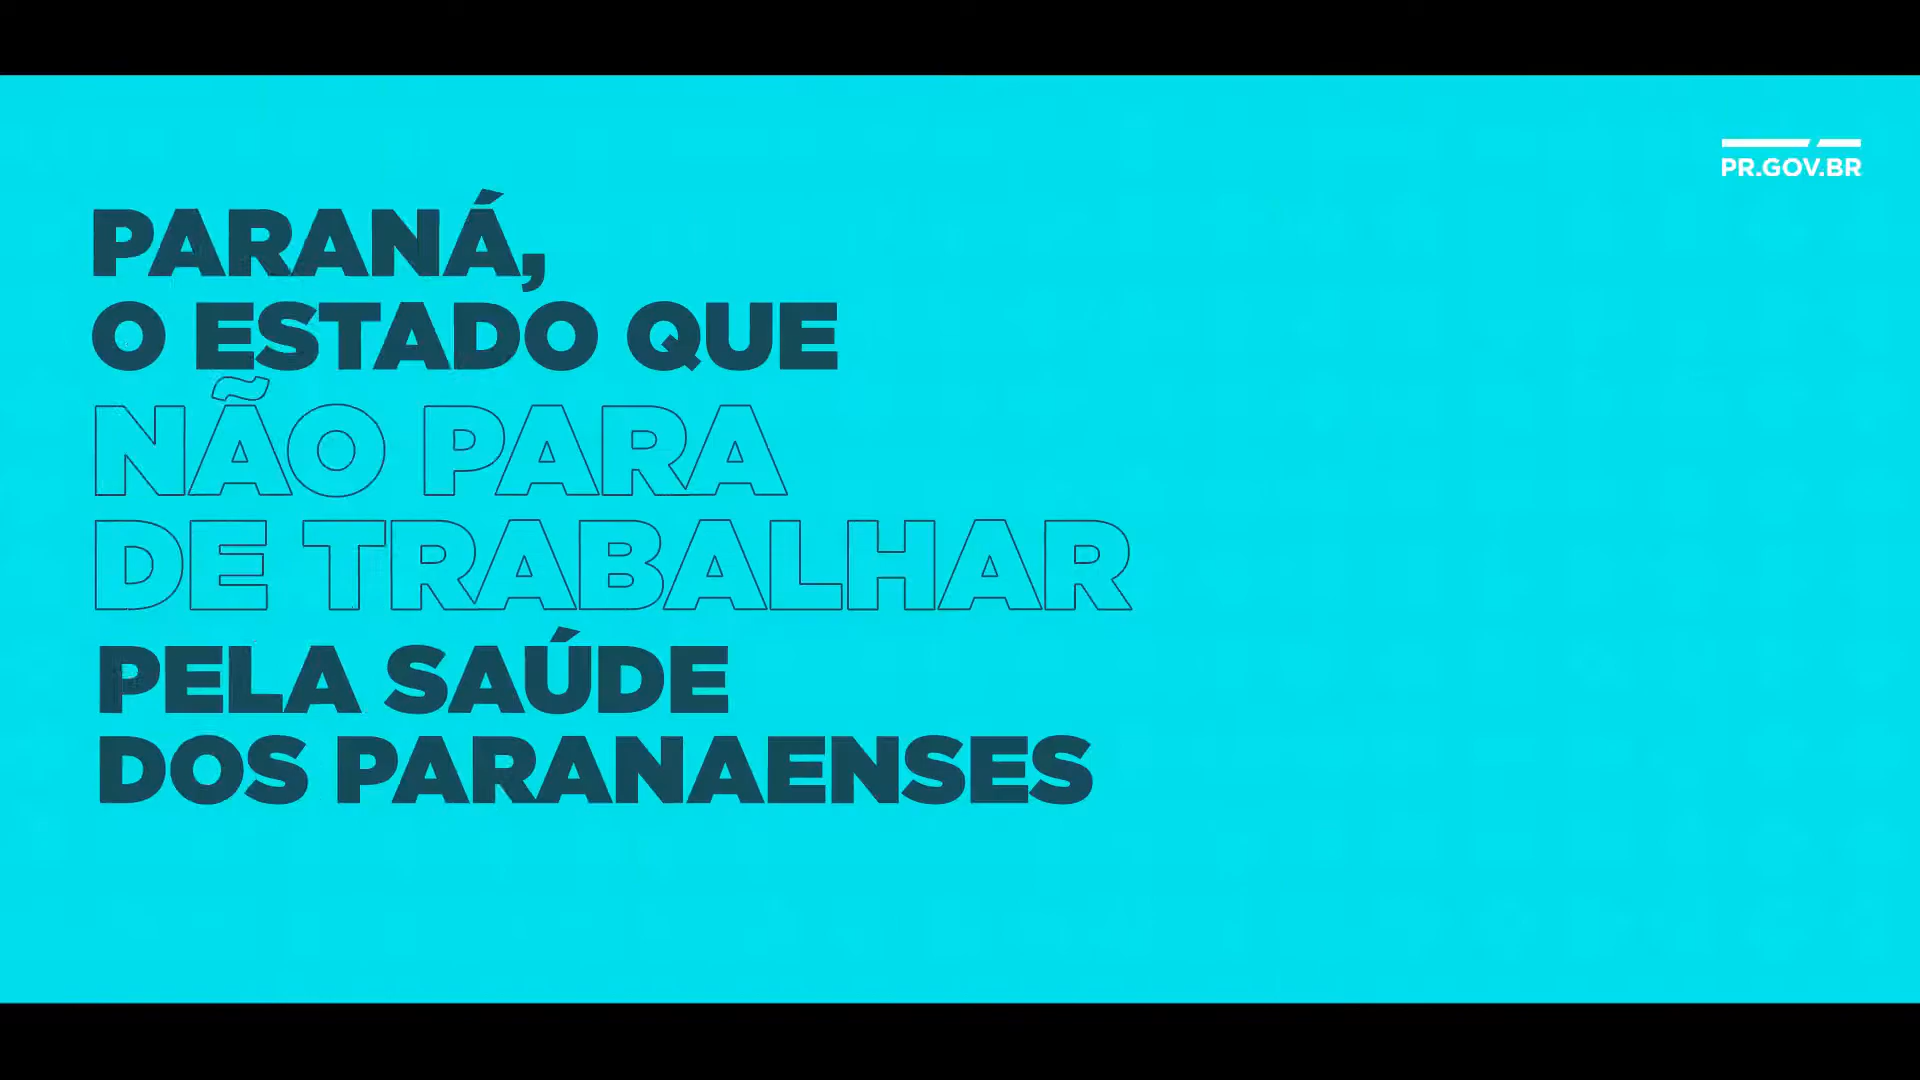 PR.GOV.BR
PARANÁ,
O ESTADO QUE
NÃO PARA
DE TRABALHAR
PELA SAÚDE
DOS PARANAENSES